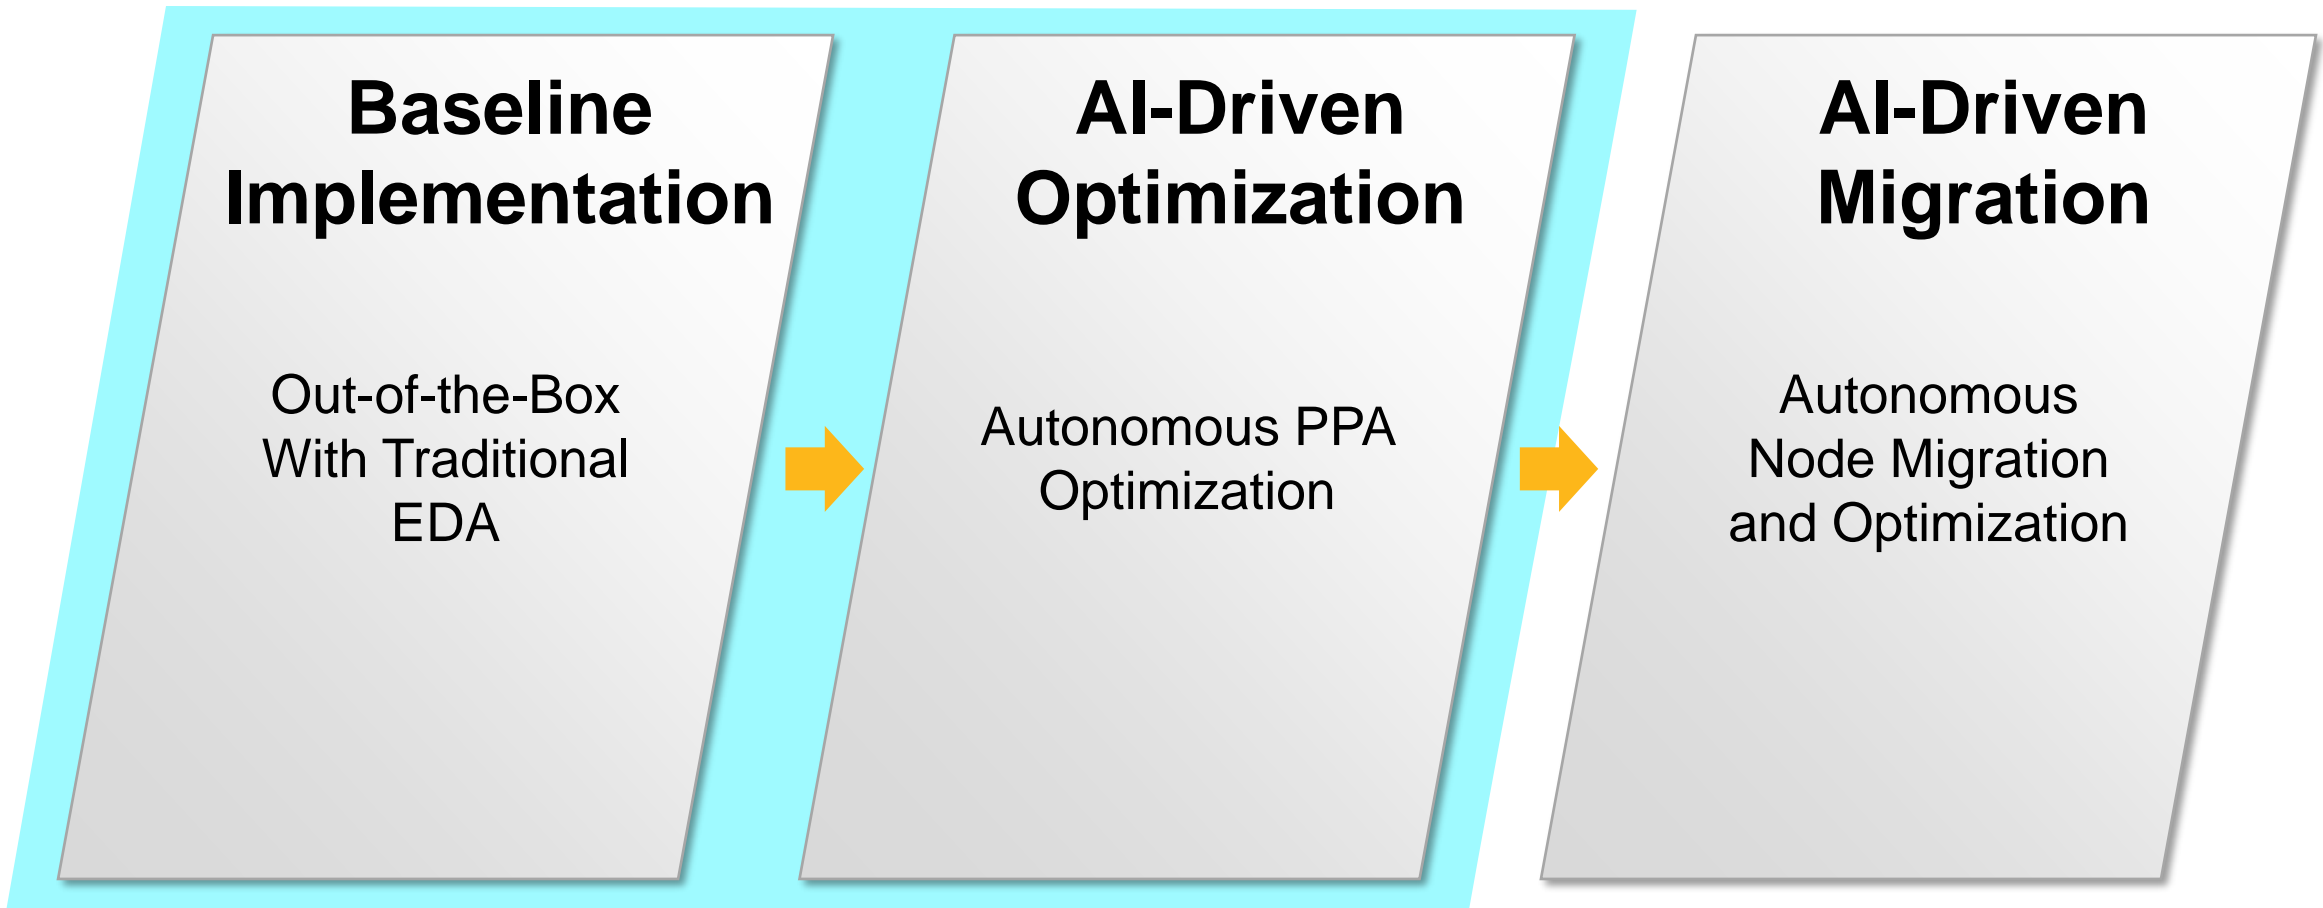 Baseline
Implementation
Out-of-the-Box
With Traditional
EDA
AI-Driven
Optimization
Autonomous PPA
Optimization
AI-Driven
Migration
Autonomous
Node Migration
and Optimization